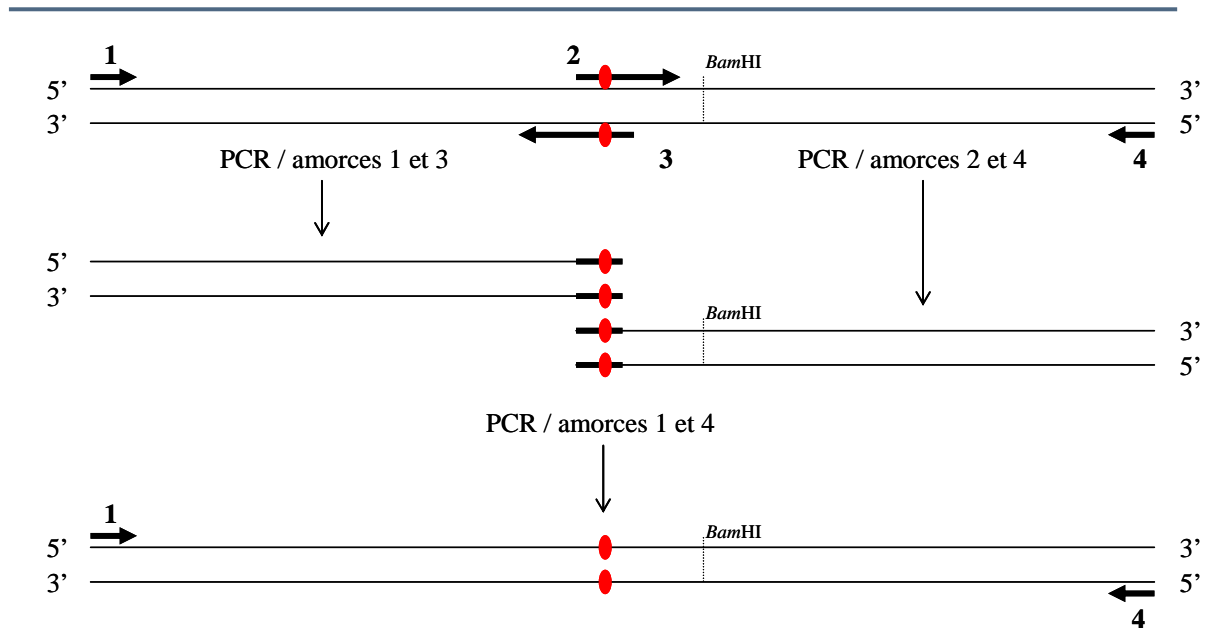 1 2 BamHI
5’ 3’
3’ 5’
PCR / amorces 1 et 3 3 PCR / amorces 2 et 4 4
5’
3’
BamHI
3’
5’
PCR / amorces 1 et 4
1
BamHI
5’ 3’
3’ 5’
4